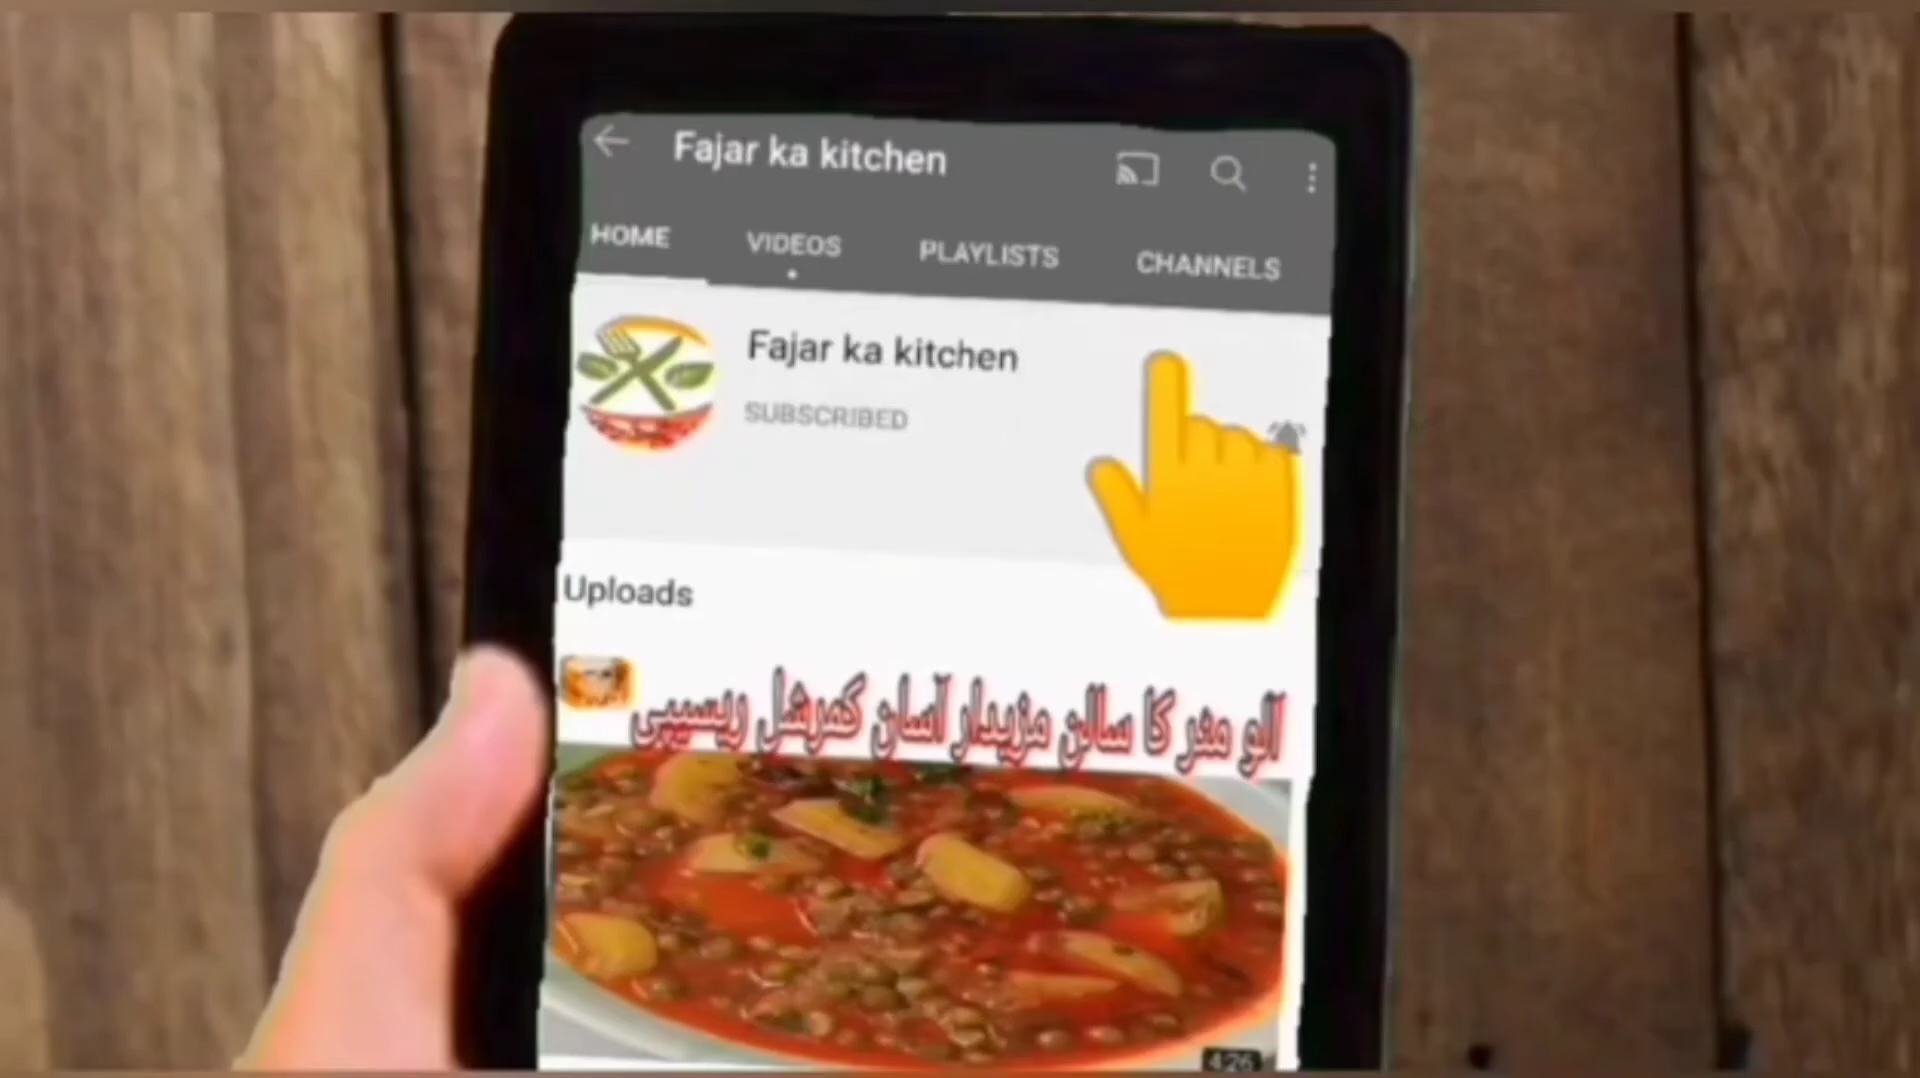 Fajar ka kitchen
HOME VIDEOS PLAYLISTS CHANNELS
Fajar ka kitchen
SUBSCRIBED
Uploads
آلو مٹر کا سالن مزیدار آسان کمرشل ریسیپی
4:26